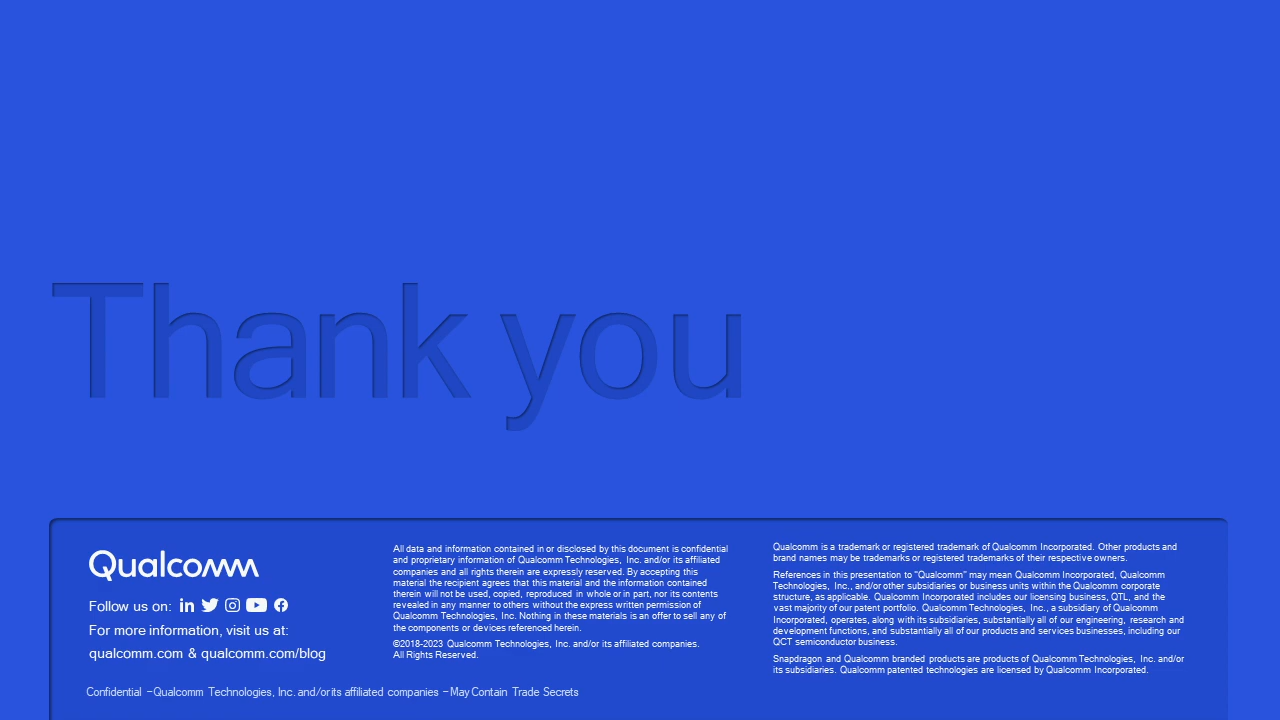 Thank you
Qualcomm
Follow us on:
For more information, visit us at:
qualcomm.com & qualcomm.com/blog
All data and information contained in or disclosed by this document is confidential
and proprietary information of Qualcomm Technologies, Inc. and/or its affiliated
companies and all rights therein are expressly reserved. By accepting this
material the recipient agrees that this material and the information contained
therein will not be used, copied, reproduced in whole or in part, nor its contents
revealed in any manner to others without the express written permission of
Qualcomm Technologies, Inc. Nothing in these materials is an offer to sell any of
the components or devices referenced herein.
©2018-2023 Qualcomm Technologies, Inc. and/or its affiliated companies.
All Rights Reserved.
Qualcomm is a trademark or registered trademark of Qualcomm Incorporated. Other products and
brand names may be trademarks or registered trademarks of their respective owners.
References in this presentation to “Qualcomm” may mean Qualcomm Incorporated, Qualcomm
Technologies, Inc., and/or other subsidiaries or business units within the Qualcomm corporate
structure, as applicable. Qualcomm Incorporated includes our licensing business, QTL, and the
vast majority of our patent portfolio. Qualcomm Technologies, Inc., a subsidiary of Qualcomm
Incorporated, operates, along with its subsidiaries, substantially all of our engineering, research and
development functions, and substantially all of our products and services businesses, including our
QCT semiconductor business.
Snapdragon and Qualcomm branded products are products of Qualcomm Technologies, Inc. and/or
its subsidiaries. Qualcomm patented technologies are licensed by Qualcomm Incorporated.
Confidential – Qualcomm Technologies, Inc. and/or its affiliated companies – May Contain Trade Secrets